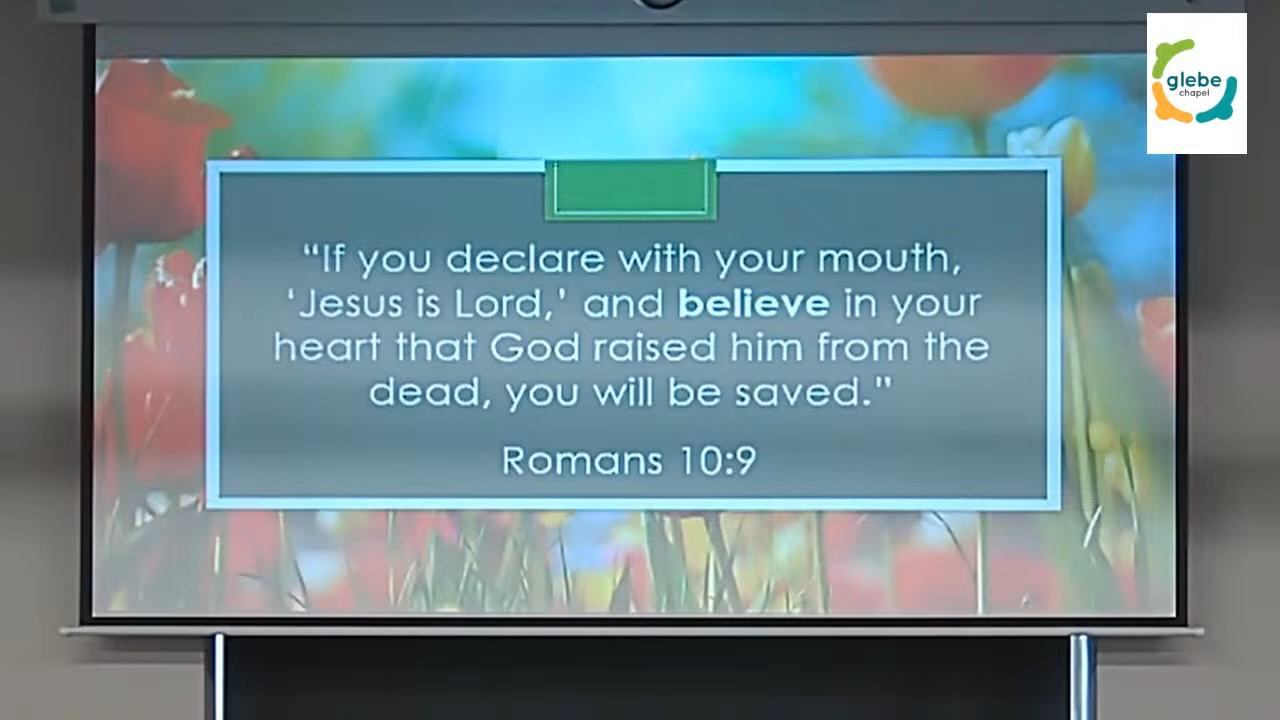 glebe
chapel
“If you declare with your mouth,
‘Jesus is Lord,’ and believe in your
heart that God raised him from the
dead, you will be saved."
Romans 10:9